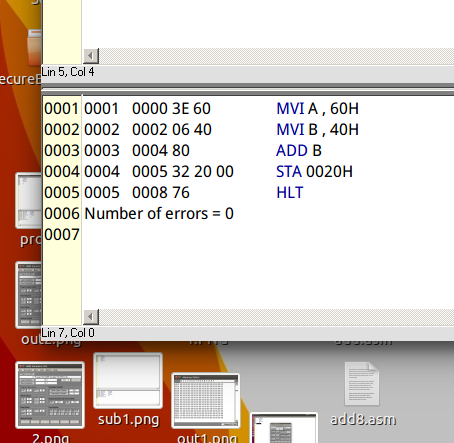 ecureB
Lin 5, Col 4
0001 0001 0000 3E 60 MVI A , 60H
0002 0002 0002 06 40 MVI B , 40H
0003 0003 0004 80 ADD B
0004 0004 0005 32 20 00 STA 0020H
0005 0005 0008 76 HLT
0006 Number of errors = 0
0007
pro
Lin 7, Col 0
2.png
sub1.png
out1.png
add8.asm